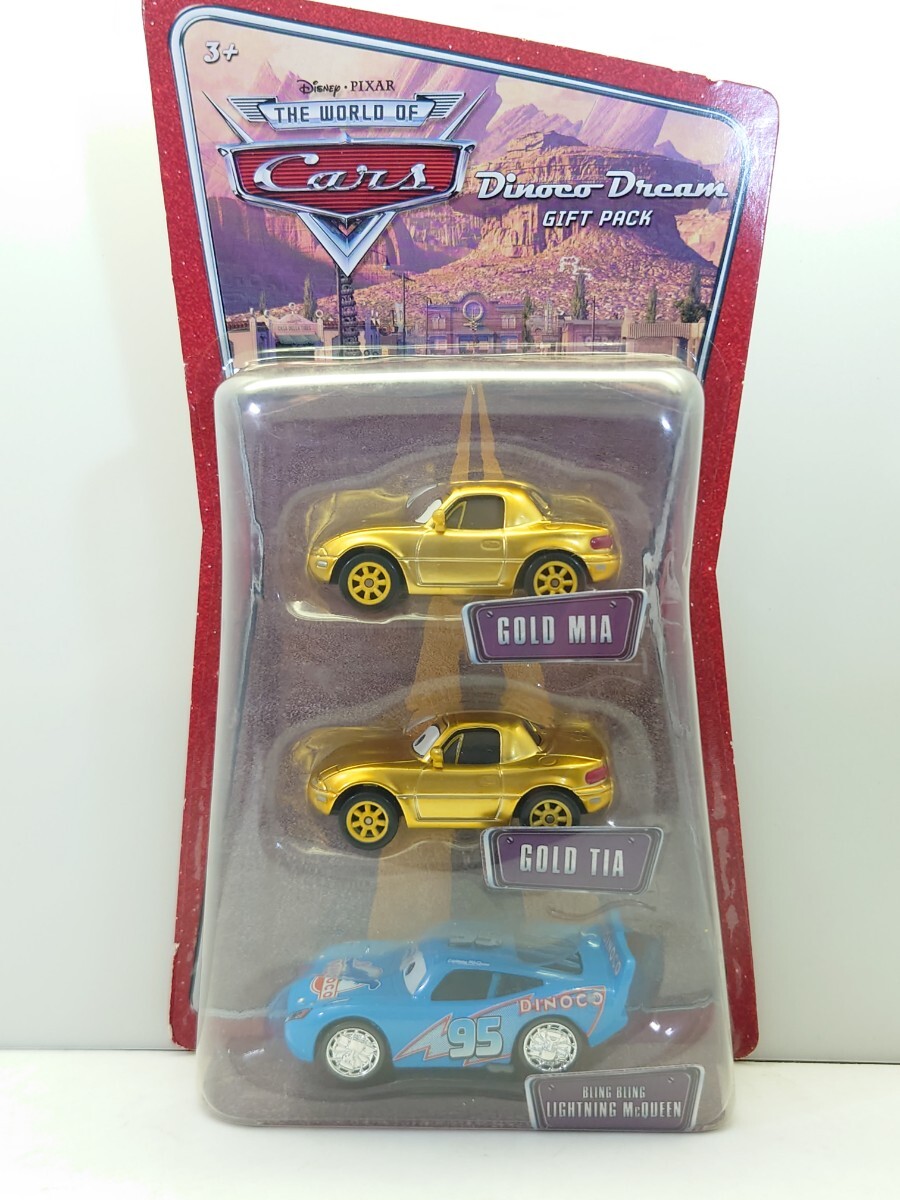 3+
Disney · PIXAR
THE WORLD OF
Cars
Dinoco Dream
GIFT PACK
GOLD MIA
GOLD TIA
DINOCO
95
BLING BLING
LIGHTNING McQUEEN